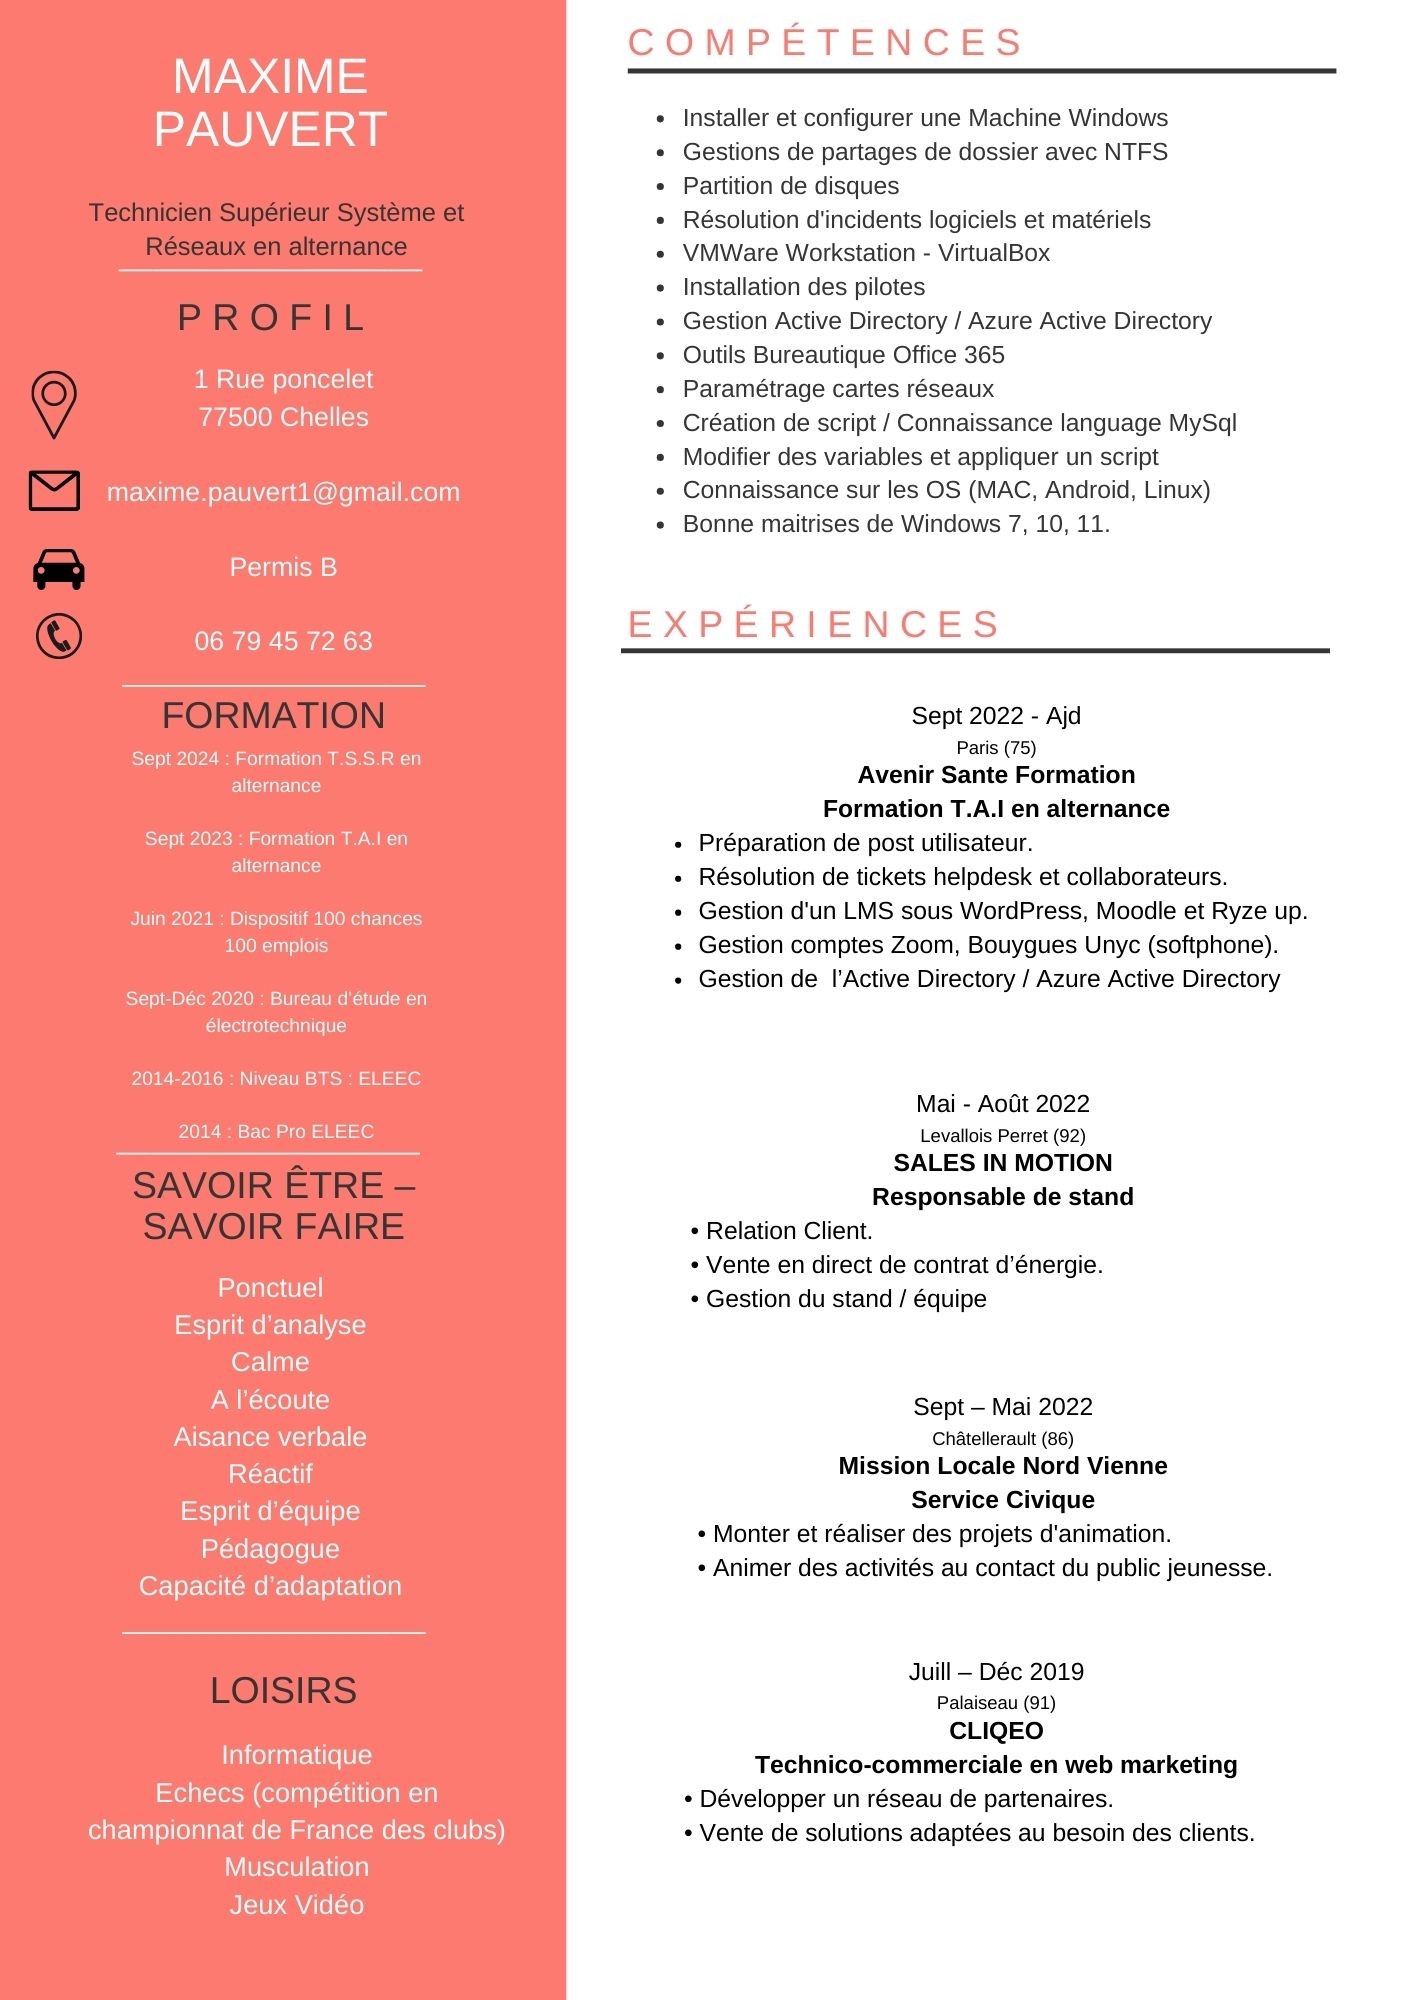 MAXIME
PAUVERT
Technicien Supérieur Système et
Réseaux en alternance
PROFIL
1 Rue poncelet
77500 Chelles
maxime.pauvert1@gmail.com
Permis B
06 79 45 72 63
FORMATION
Sept 2024 : Formation T.S.S.R en
alternance
Sept 2023 : Formation T.A.I en
alternance
Juin 2021 : Dispositif 100 chances
100 emplois
Sept-Déc 2020 : Bureau d’étude en
électrotechnique
2014-2016 : Niveau BTS : ELEEC
2014 : Bac Pro ELEEC
SAVOIR ÊTRE –
SAVOIR FAIRE
Ponctuel
Esprit d’analyse
Calme
A l’écoute
Aisance verbale
Réactif
Esprit d’équipe
Pédagogue
Capacité d’adaptation
LOISIRS
Informatique
Echecs (compétition en
championnat de France des clubs)
Musculation
Jeux Vidéo
COMPÉTENCES
• Installer et configurer une Machine Windows
• Gestions de partages de dossier avec NTFS
• Partition de disques
• Résolution d'incidents logiciels et matériels
• VMWare Workstation - VirtualBox
• Installation des pilotes
• Gestion Active Directory / Azure Active Directory
• Outils Bureautique Office 365
• Paramétrage cartes réseaux
• Création de script / Connaissance language MySql
• Modifier des variables et appliquer un script
• Connaissance sur les OS (MAC, Android, Linux)
• Bonne maitrises de Windows 7, 10, 11.
EXPÉRIENCES
Sept 2022 - Ajd
Paris (75)
Avenir Sante Formation
Formation T.A.I en alternance
• Préparation de post utilisateur.
• Résolution de tickets helpdesk et collaborateurs.
• Gestion d'un LMS sous WordPress, Moodle et Ryze up.
• Gestion comptes Zoom, Bouygues Unyc (softphone).
• Gestion de  l’Active Directory / Azure Active Directory
Mai - Août 2022
Levallois Perret (92)
SALES IN MOTION
Responsable de stand
• Relation Client.
• Vente en direct de contrat d’énergie.
• Gestion du stand / équipe
Sept – Mai 2022
Châtellerault (86)
Mission Locale Nord Vienne
Service Civique
• Monter et réaliser des projets d'animation.
• Animer des activités au contact du public jeunesse.
Juill – Déc 2019
Palaiseau (91)
CLIQEO
Technico-commerciale en web marketing
• Développer un réseau de partenaires.
• Vente de solutions adaptées au besoin des clients.